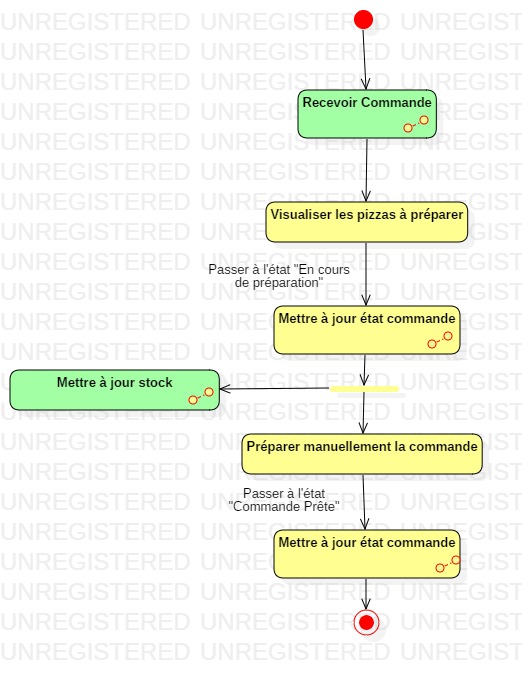 Recevoir Commande
Visualiser les pizzas à préparer
Passer à l'état "En cours
de préparation"
Mettre à jour état commande
Mettre à jour stock
Préparer manuellement la commande
Passer à l'état
"Commande Prête"
Mettre à jour état commande
UNREGISTERED UNREGISTERED UNREGIST